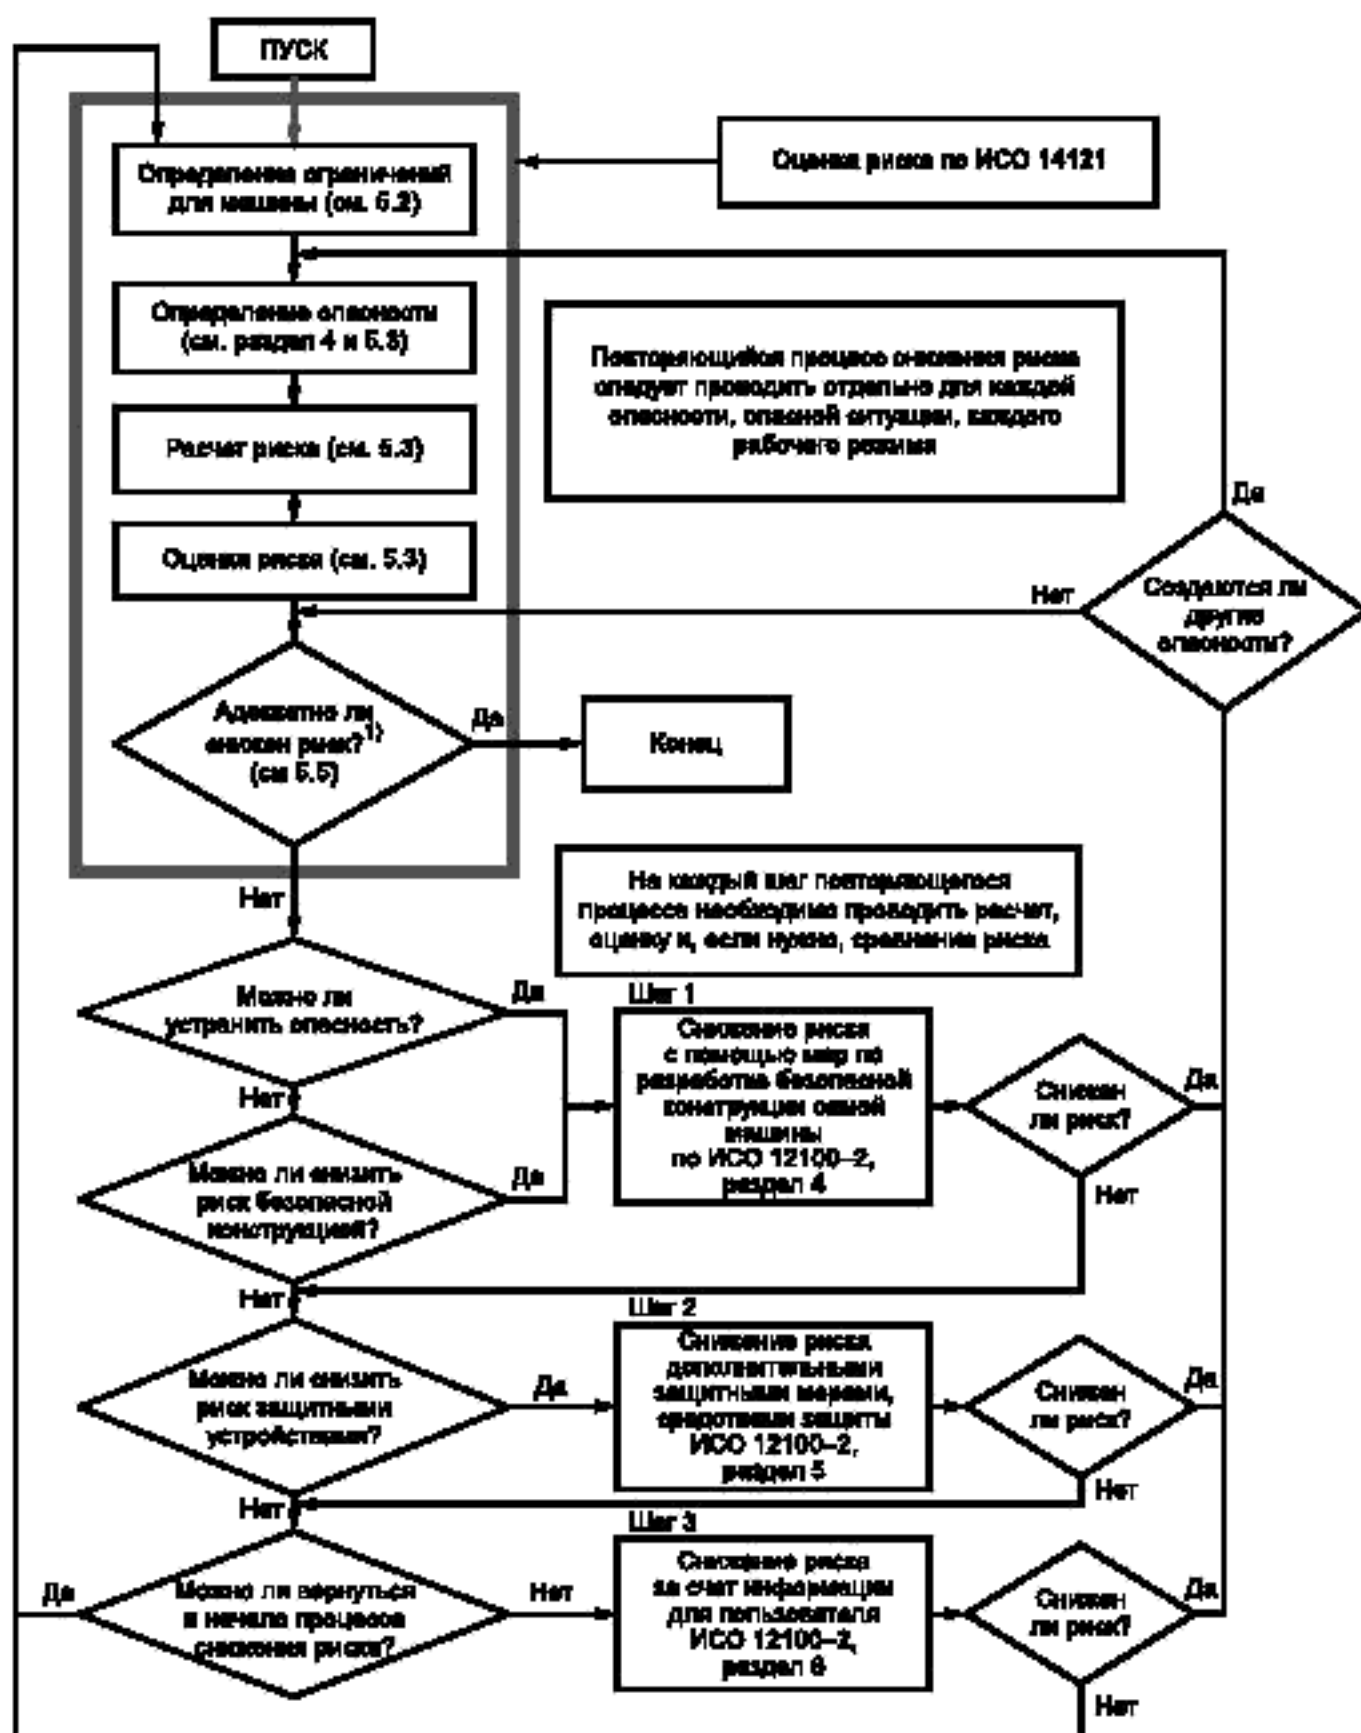 ПУСК
Определение ограничений
для машины (см. 5.2)
Оценка риска по ИСО 14121
Определение опасности
(см. раздел 4 и 5.3)
Повторяющийся процесс снижения риска
следует проводить отдельно для каждой
опасности, опасной ситуации, каждого
рабочего режима
Расчет риска (см. 5.3)
Да
Оценка риска (см. 5.3)
Нет
Создаются ли
другие
опасности?
Адекватно ли
снижен риск?1)
(см 5.5)
Да
Конец
Нет
На каждый шаг повторяющегося
процесса необходимо проводить расчет,
оценку и, если нужно, сравнение риска
Можно ли
устранить опасность?
Да
Шаг 1
Снижение риска
с помощью мер по
разработке безопасной
конструкции самой
машины
по ИСО 12100–2,
раздел 4
Снижен
ли риск?
Да
Нет
Нет
Можно ли снизить
риск безопасной
конструкцией?
Да
Нет
Шаг 2
Можно ли снизить
риск защитными
устройствами?
Да
Снижение риска
дополнительными
защитными мерами,
средствами защиты
ИСО 12100–2,
раздел 5
Снижен
ли риск?
Да
Нет
Нет
Шаг 3
Да
Можно ли вернуться
к началу процесса
снижения риска?
Нет
Снижение риска
за счет информации
для пользователя
ИСО 12100–2,
раздел 6
Снижен
ли риск?
Да
Нет